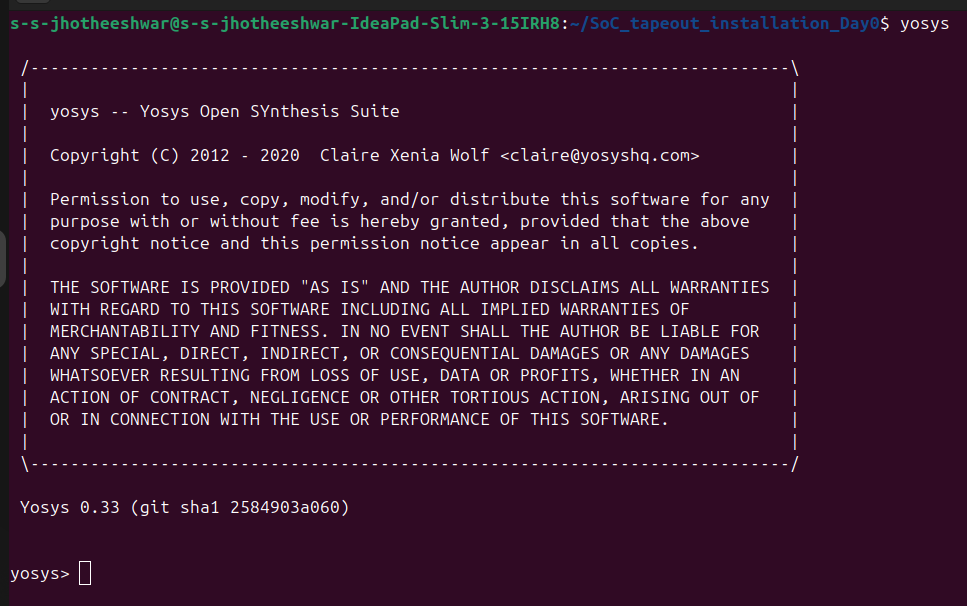 s-s-jhotheeshwar@s-s-jhotheeshwar-IdeaPad-Slim-3-15IRH8:~/SoC_tapeout_installation_Day0$ yosys
/----------------------------------------------------------------------------\
|                                                                            |
|  yosys -- Yosys Open SYnthesis Suite                                       |
|                                                                            |
|  Copyright (C) 2012 - 2020  Claire Xenia Wolf <claire@yosyshq.com>         |
|                                                                            |
|  Permission to use, copy, modify, and/or distribute this software for any  |
|  purpose with or without fee is hereby granted, provided that the above    |
|  copyright notice and this permission notice appear in all copies.         |
|                                                                            |
|  THE SOFTWARE IS PROVIDED "AS IS" AND THE AUTHOR DISCLAIMS ALL WARRANTIES  |
|  WITH REGARD TO THIS SOFTWARE INCLUDING ALL IMPLIED WARRANTIES OF          |
|  MERCHANTABILITY AND FITNESS. IN NO EVENT SHALL THE AUTHOR BE LIABLE FOR   |
|  ANY SPECIAL, DIRECT, INDIRECT, OR CONSEQUENTIAL DAMAGES OR ANY DAMAGES    |
|  WHATSOEVER RESULTING FROM LOSS OF USE, DATA OR PROFITS, WHETHER IN AN     |
|  ACTION OF CONTRACT, NEGLIGENCE OR OTHER TORTIOUS ACTION, ARISING OUT OF   |
|  OR IN CONNECTION WITH THE USE OR PERFORMANCE OF THIS SOFTWARE.            |
|                                                                            |
\----------------------------------------------------------------------------/
Yosys 0.33 (git sha1 2584903a060)
yosys>